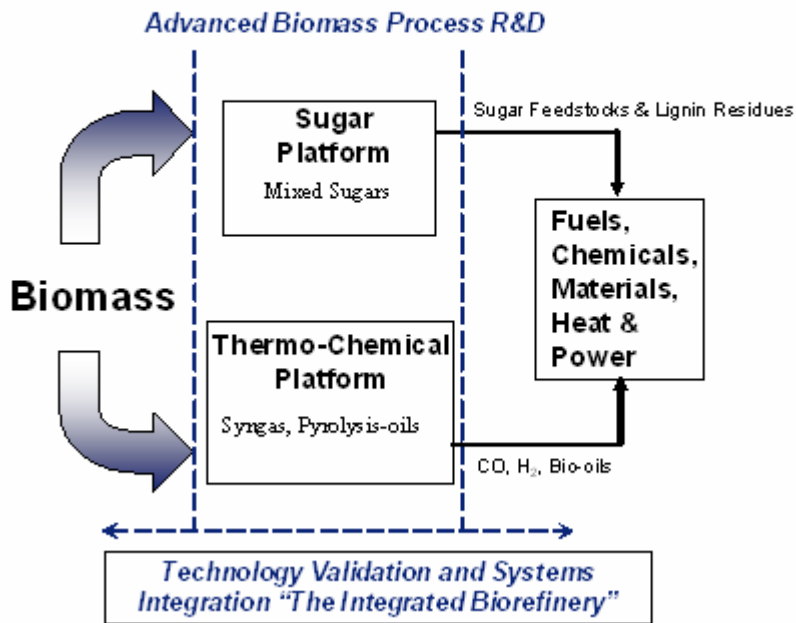 Advanced Biomass Process R&D
Sugar
Platform
Mixed Sugars
Sugar Feedstocks & Lignin Residues
Fuels,
Chemicals,
Materials,
Heat &
Power
Biomass
Thermo-Chemical
Platform
Syngas, Pyrolysis-oils
CO, H₂, Bio-oils
Technology Validation and Systems
Integration “The Integrated Biorefinery”